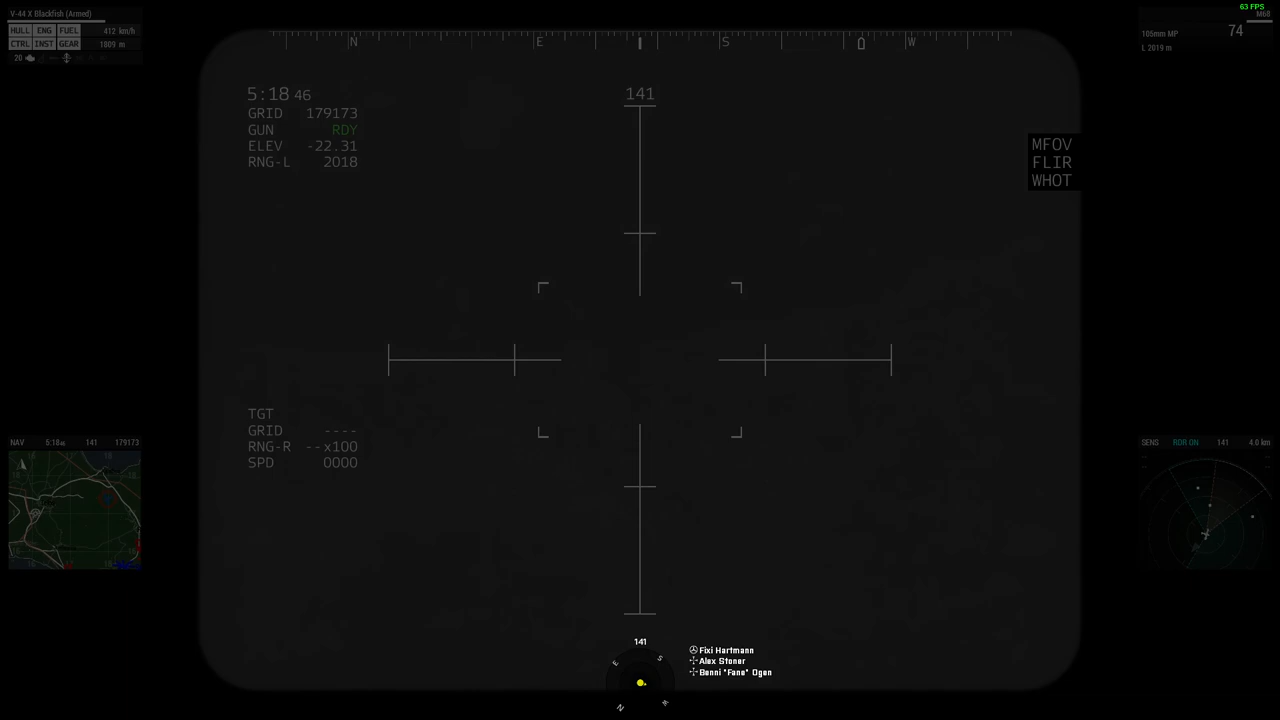 63 FPS
V-44 X Blackfish (Armed)
HULL ENG FUEL 412 km/h
CTRL INST GEAR 1809 m
20
M68
105mm MP 74
L 2019 m
N E S W
5:18 46
141
GRID 179173
GUN RDY
ELEV -22.31
RNG-L 2018
MFOV
FLIR
WHOT
TGT
GRID ----
RNG-R --x100
SPD 0000
NAV 5:18 46 141 179173
SENS RDR ON 141 4.0 km
141
E S
N W
Fixi Hartmann
Alex Stoner
Benni "Fane" Ogen